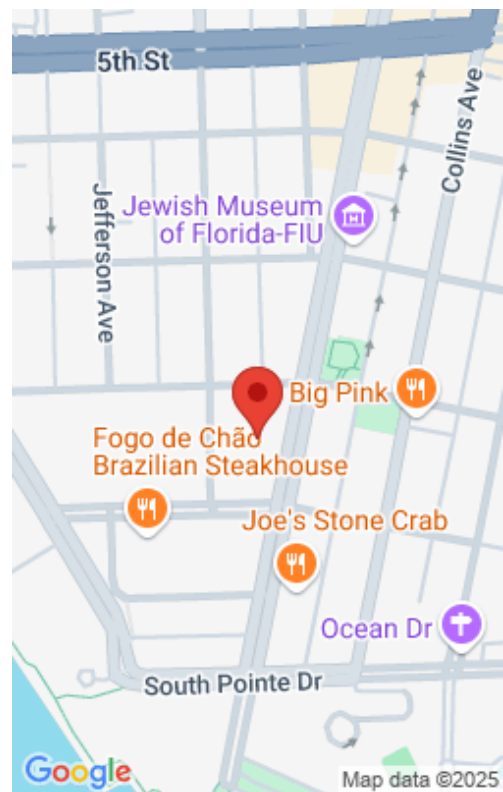 5th St
Collins Ave
Jewish Museum
of Florida-FIU
Jefferson Ave
Big Pink
Fogo de Chão
Brazilian Steakhouse
Joe's Stone Crab
Ocean Dr
South Pointe Dr
Google
Map data ©2025